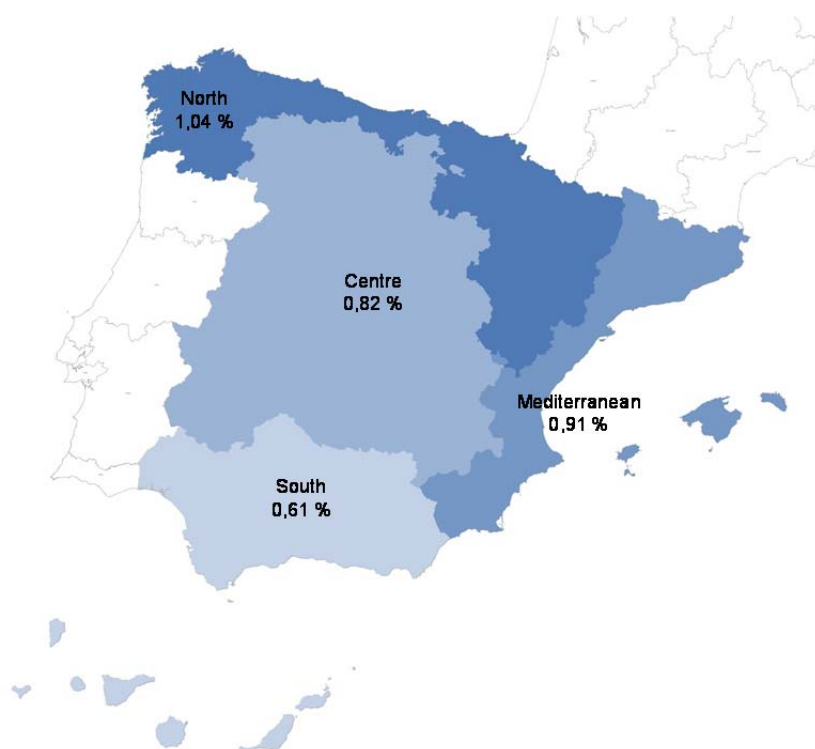 North
1,04 %
Centre
0,82 %
Mediterranean
0,91 %
South
0,61 %